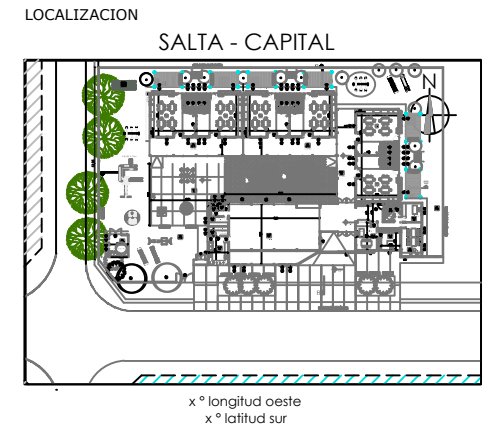 LOCALIZACION
SALTA - CAPITAL
N
x º longitud oeste
x º latitud sur